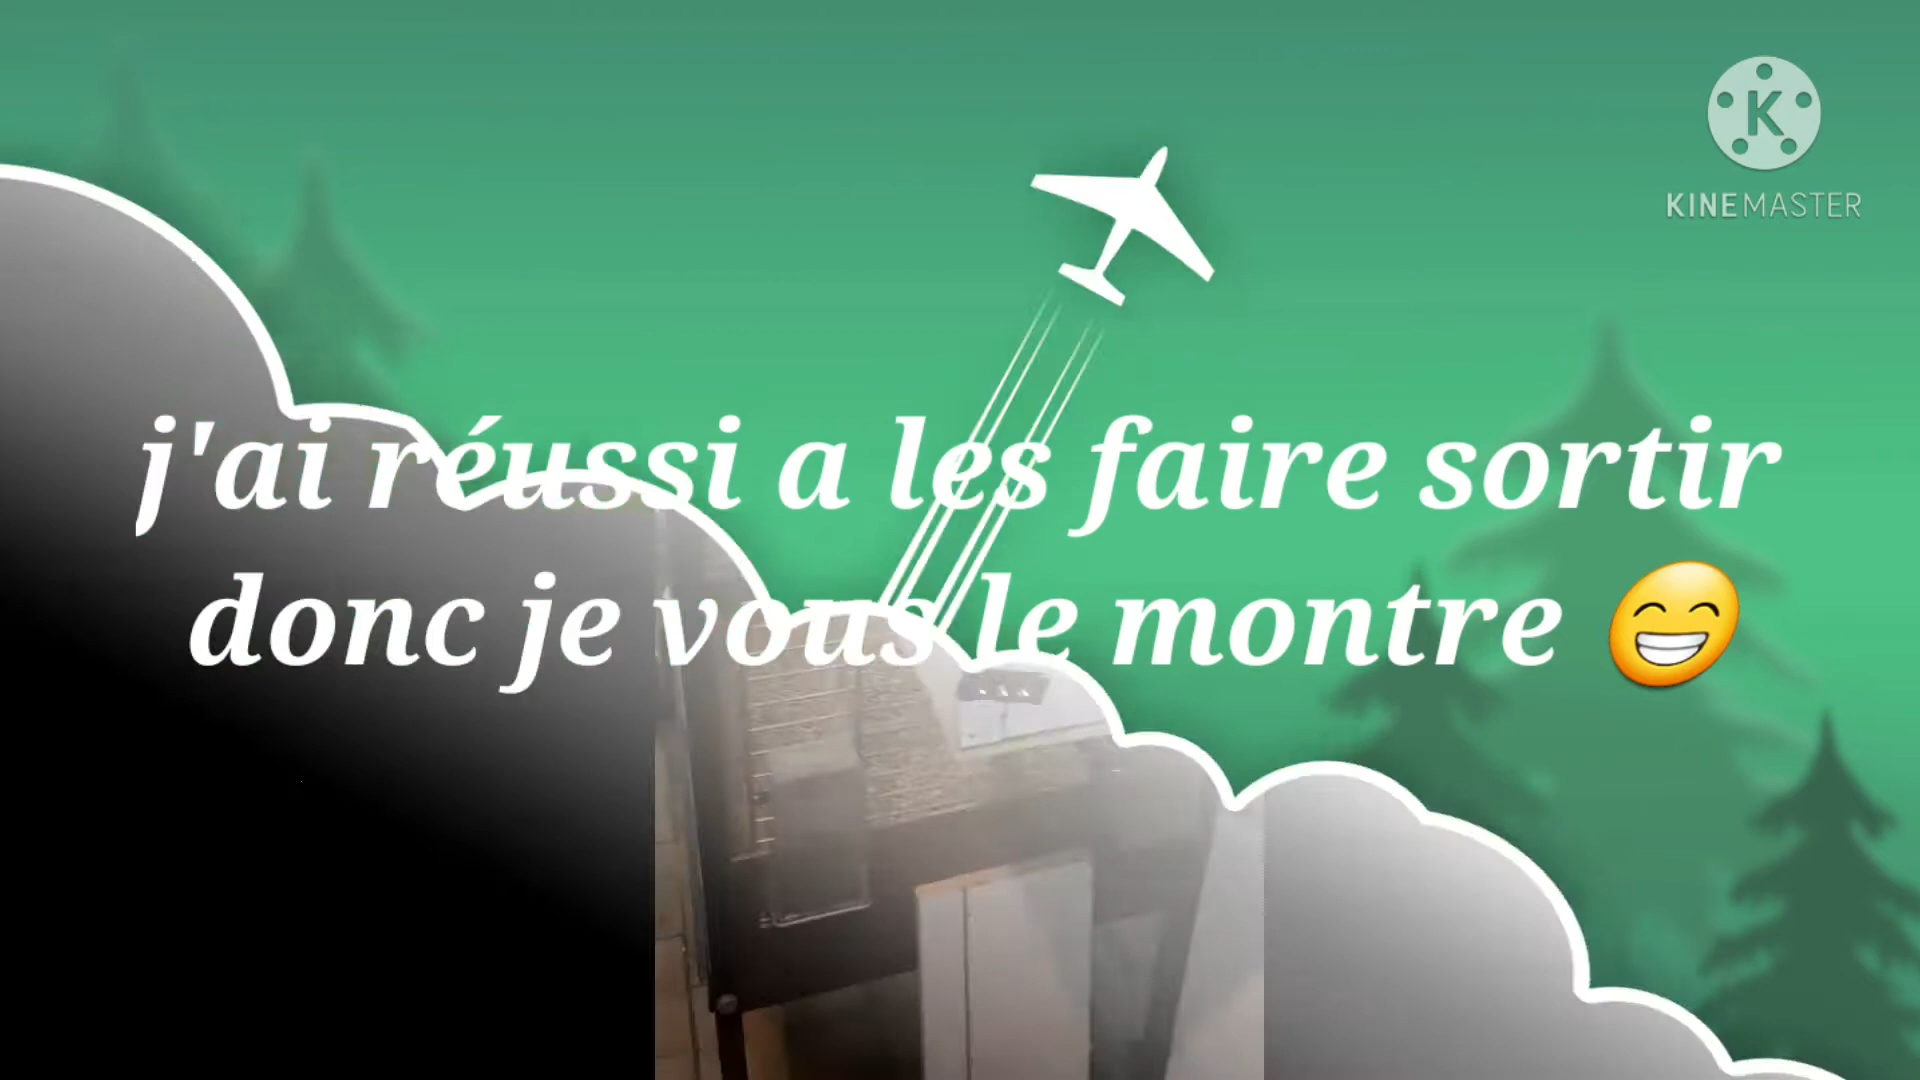 K
KINEMASTER
j'ai réussi a les faire sortir
donc je vous le montre 😁